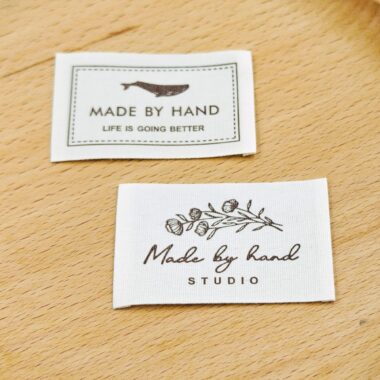 MADE BY HAND
LIFE IS GOING BETTER
Made by hand
STUDIO